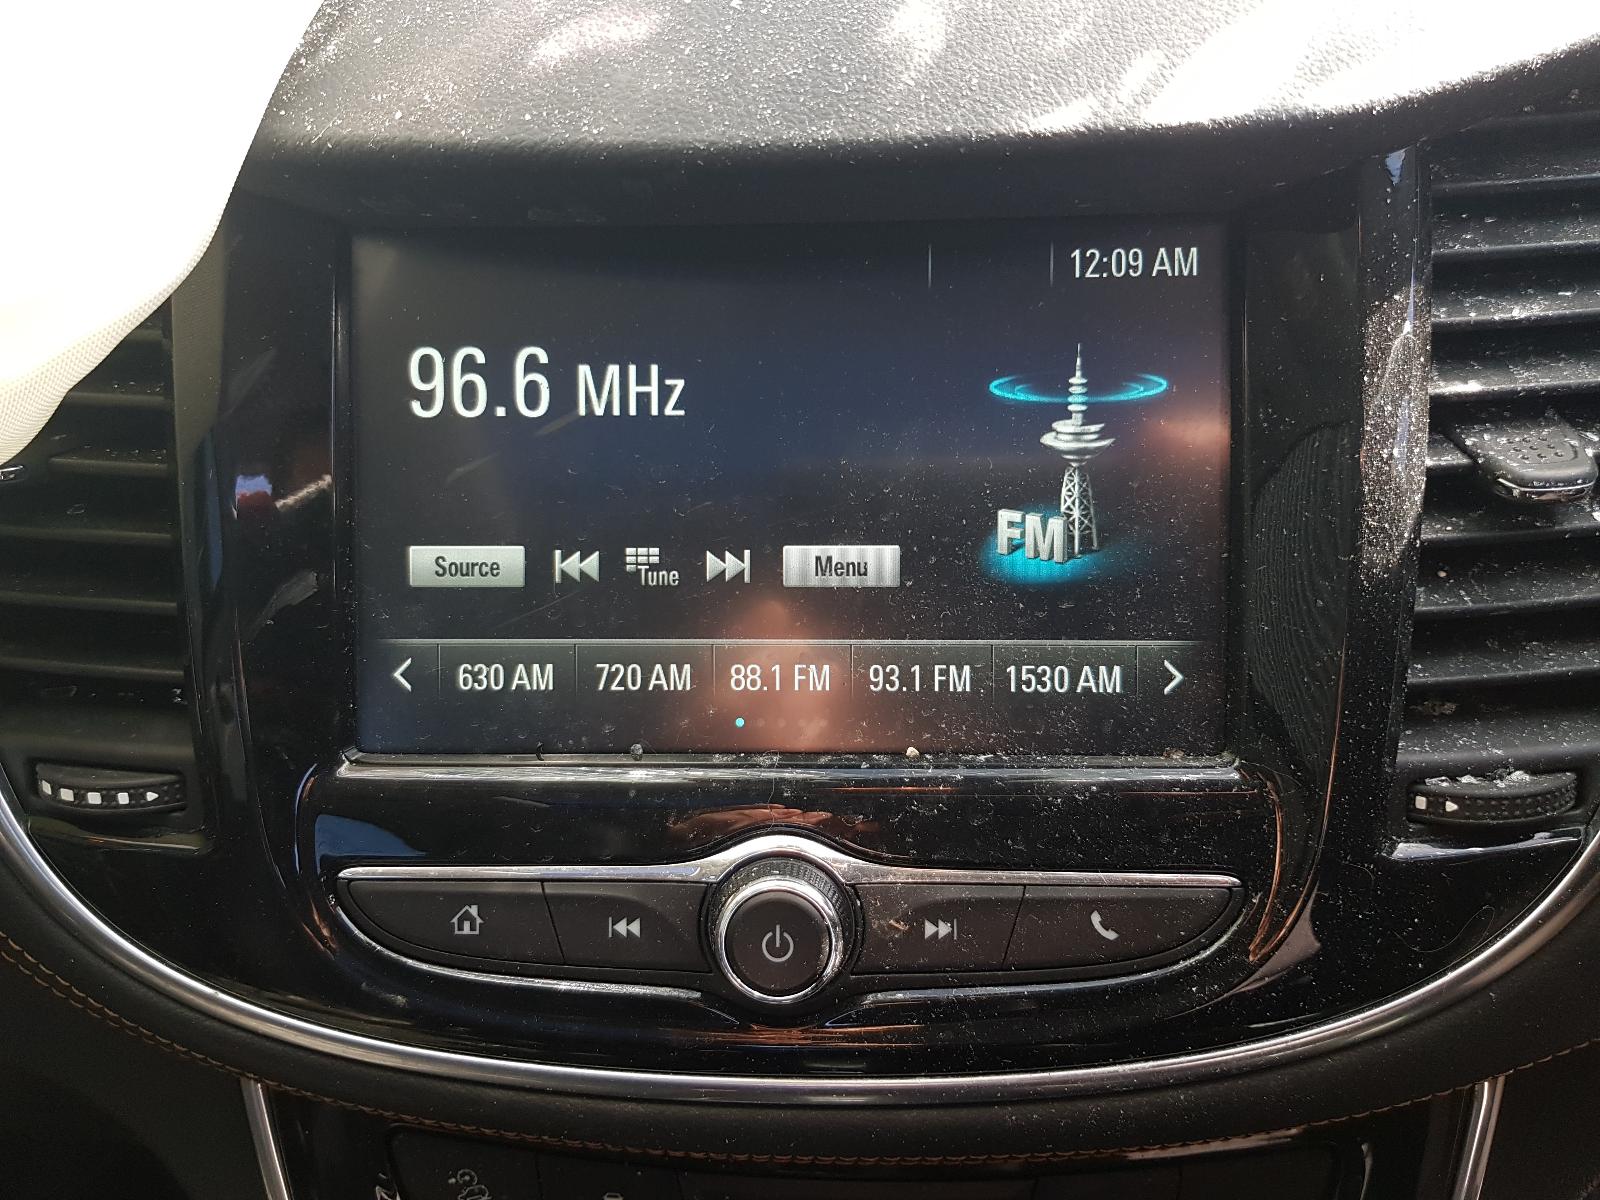 12:09 AM
96.6 MHz
FM
Source Tune Menu
630 AM 720 AM 88.1 FM 93.1 FM 1530 AM